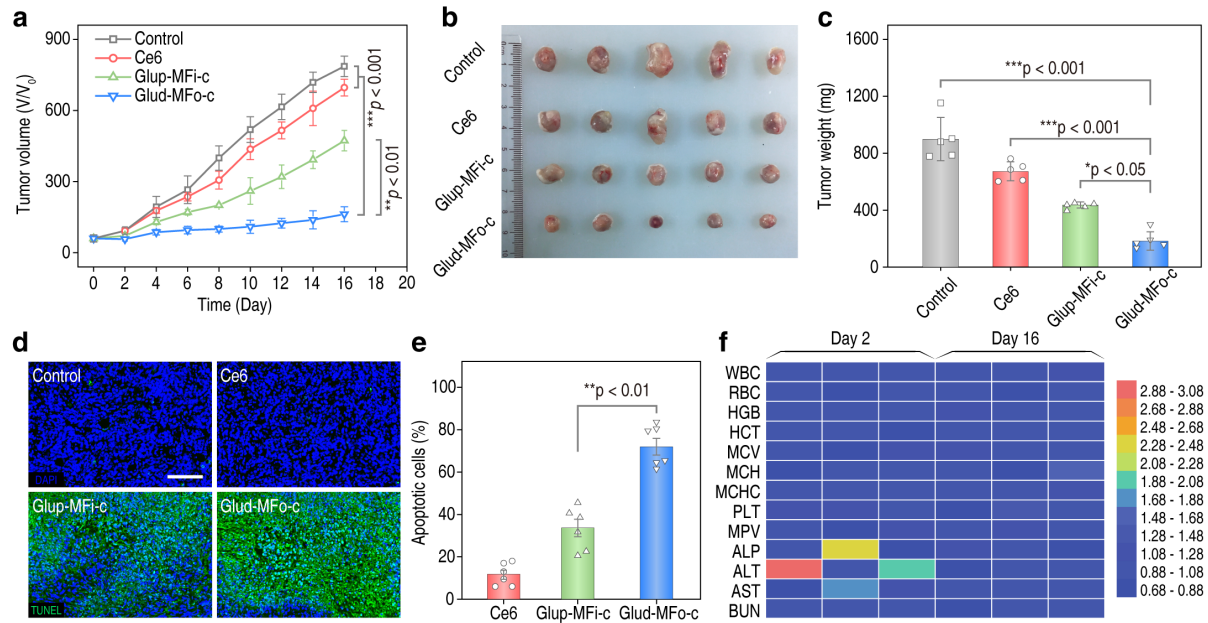 a
900
600
300
0
Tumor volume (V/V0)
Control
Ce6
Glup-MFi-c
Glud-MFo-c
***p < 0.001
**p < 0.01
0 2 4 6 8 10 12 14 16 18 20
Time (Day)
b
Control
Ce6
Glup-MFi-c
Glud-MFo-c
c
1600
1200
800
400
0
Tumor weight (mg)
***p < 0.001
***p < 0.001
*p < 0.05
Control Ce6 Glup-MFi-c Glud-MFo-c
d
Control
Ce6
DAPI
Glup-MFi-c
Glud-MFo-c
TUNEL
e
100
80
60
40
20
0
Apoptotic cells (%)
**p < 0.01
Ce6 Glup-MFi-c Glud-MFo-c
f
Day 2 Day 16
WBC
RBC
HGB
HCT
MCV
MCH
MCHC
PLT
MPV
ALP
ALT
AST
BUN
2.88 - 3.08
2.68 - 2.88
2.48 - 2.68
2.28 - 2.48
2.08 - 2.28
1.88 - 2.08
1.68 - 1.88
1.48 - 1.68
1.28 - 1.48
1.08 - 1.28
0.88 - 1.08
0.68 - 0.88